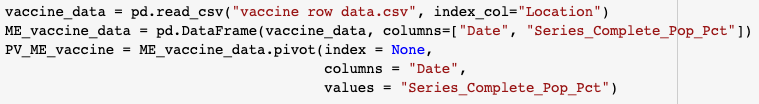 vaccine_data = pd.read_csv("vaccine row data.csv", index_col="Location")
ME_vaccine_data = pd.DataFrame(vaccine_data, columns=["Date", "Series_Complete_Pop_Pct"])
PV_ME_vaccine = ME_vaccine_data.pivot(index = None,
columns = "Date",
values = "Series_Complete_Pop_Pct")